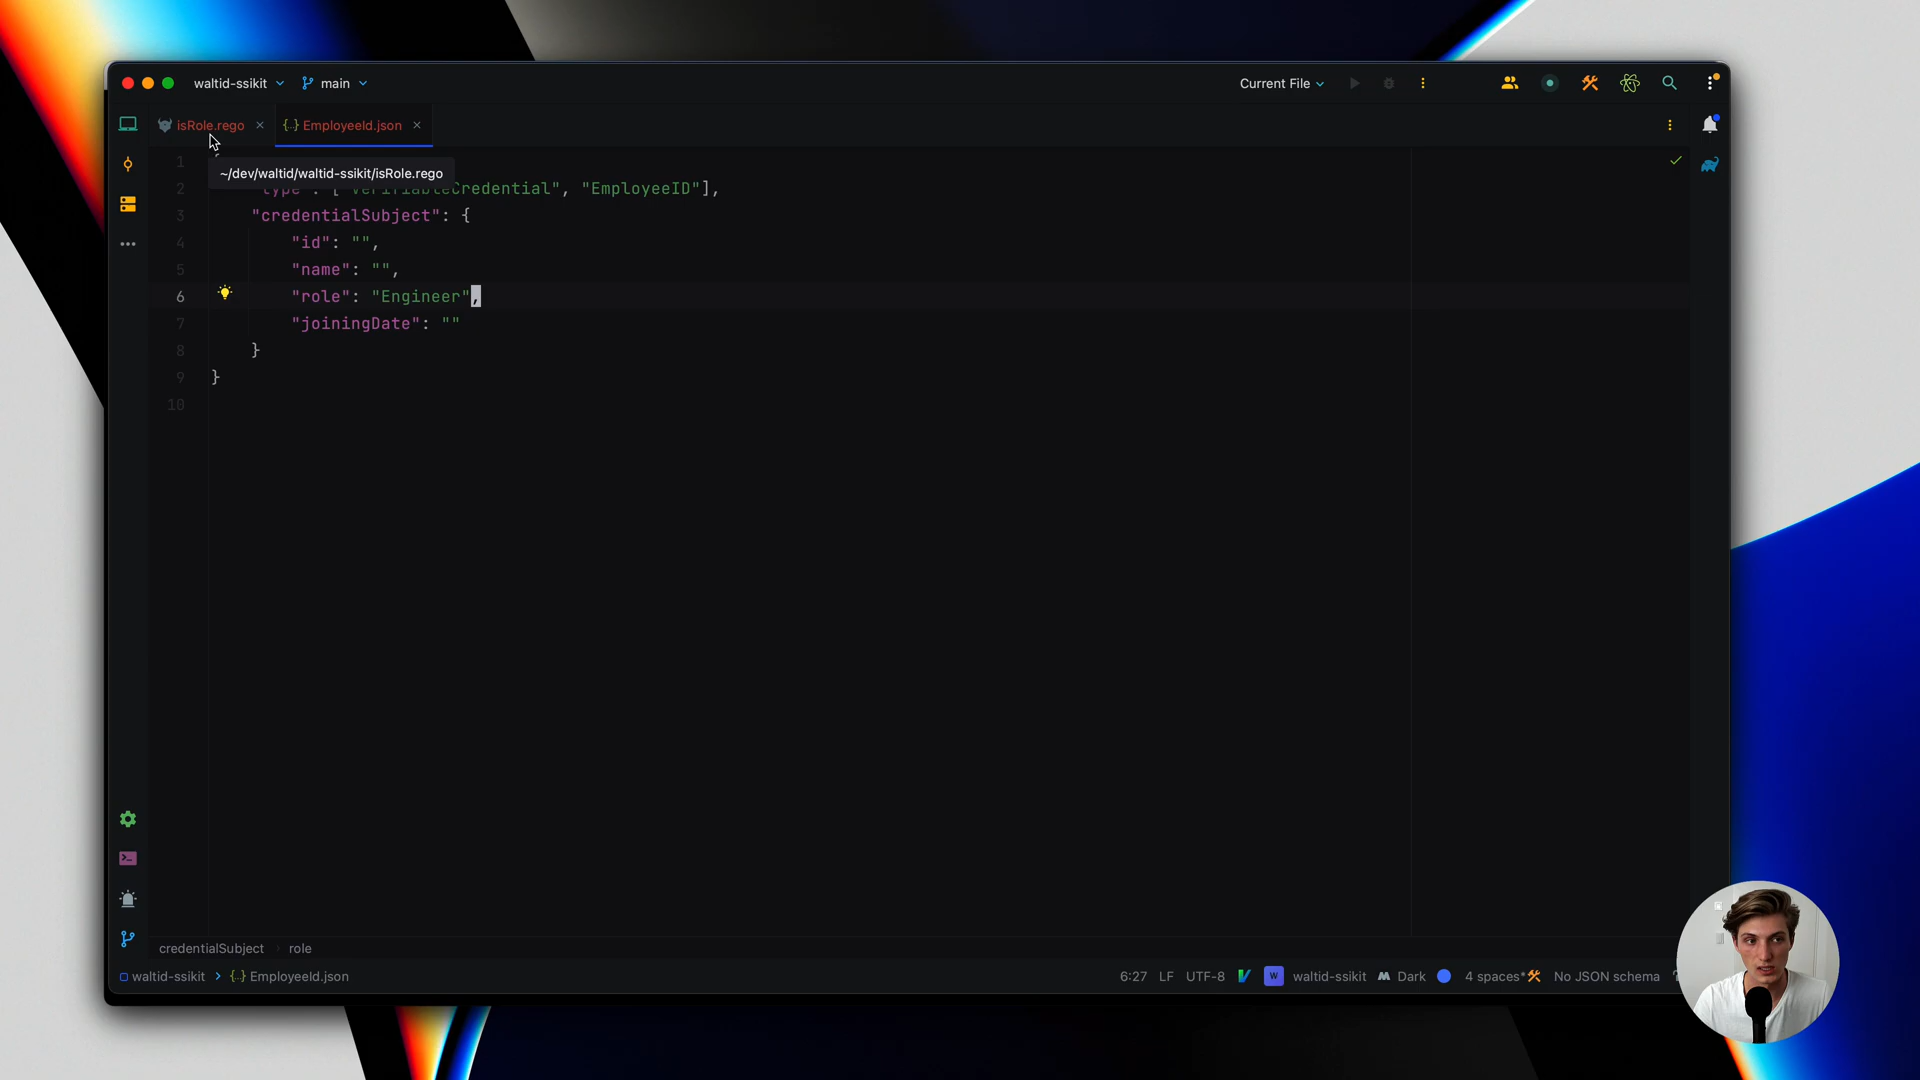 waltid-ssikit main Current File
isRole.rego EmployeeId.json
~/dev/waltid/waltid-ssikit/isRole.rego
1
2 "type": ["VerifiableCredential", "EmployeeID"],
3 "credentialSubject": {
4 "id": "",
5 "name": "",
6 "role": "Engineer",
7 "joiningDate": ""
8 }
9 }
10
credentialSubject role
waltid-ssikit > EmployeeId.json 6:27 LF UTF-8 W waltid-ssikit Dark 4 spaces* No JSON schema